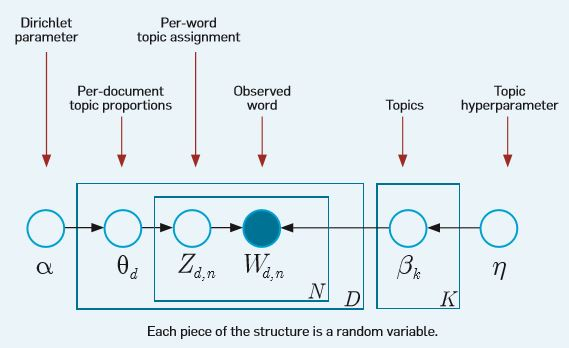 Dirichlet
parameter
Per-word
topic assignment
Per-document
topic proportions
Observed
word
Topics
Topic
hyperparameter
α
θd
Zd,n
Wd,n
N
D
βk
K
η
Each piece of the structure is a random variable.